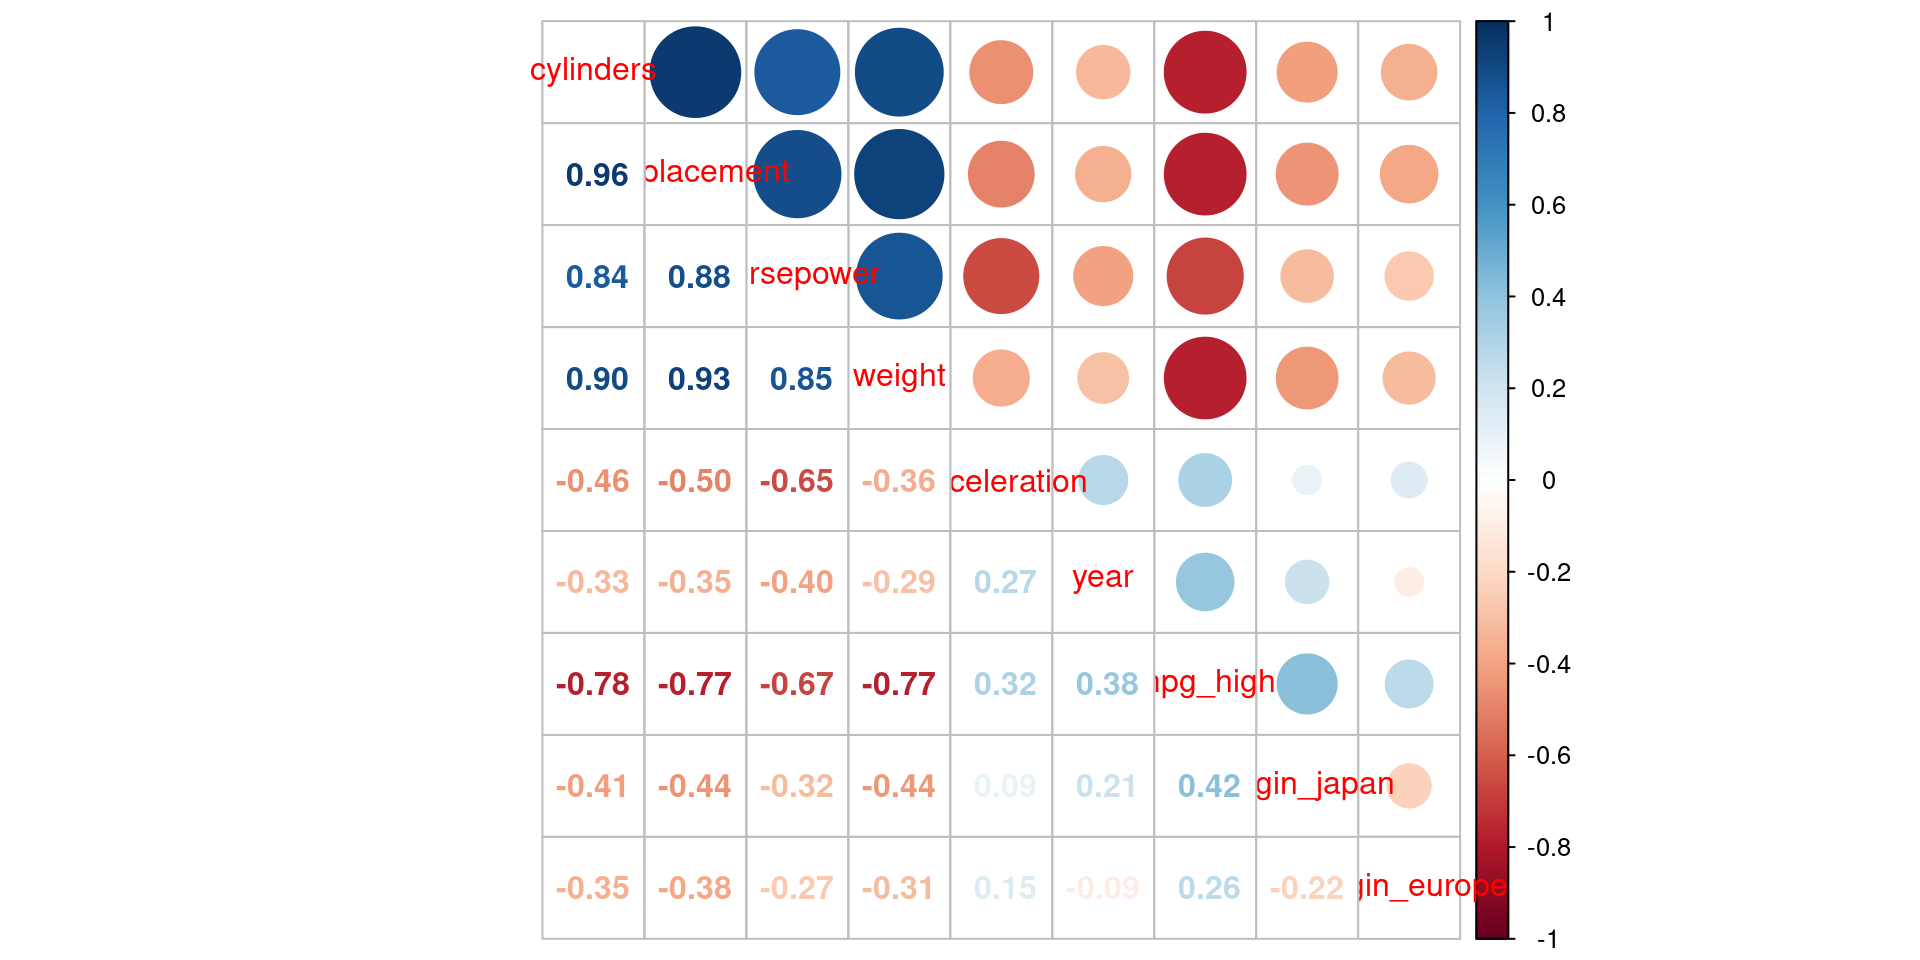 cylinders 1
0.8
0.96 placement
0.6
0.84 0.88 rsepower
0.4
0.90 0.93 0.85 weight 0.2
-0.46 -0.50 -0.65 -0.36 celeration 0
-0.33 -0.35 -0.40 -0.29 0.27 year -0.2
-0.4
-0.78 -0.77 -0.67 -0.77 0.32 0.38 mpg_high
-0.6
-0.41 -0.44 -0.32 -0.44 0.09 0.21 0.42 gin_japan
-0.8
-0.35 -0.38 -0.27 -0.31 0.15 -0.09 0.26 -0.22 gin_europe
-1